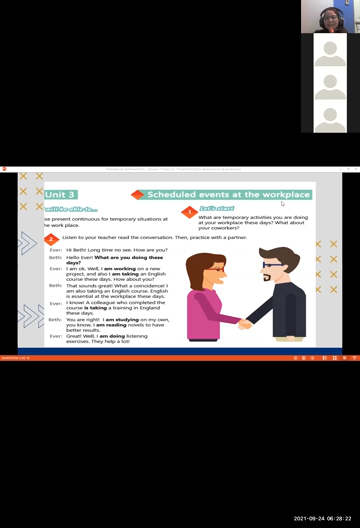 Unit 3
Scheduled events at the workplace
will be able to...
se present continuous for temporary situations at
he work place.
1
Let's start
What are temporary activities you are doing
at your workplace these days? What about
your coworkers?
2
Listen to your teacher read the conversation. Then, practice with a partner.
Ever: Hi Beth! Long time no see. How are you?
Beth: Hello Ever! What are you doing these
days?
Ever: I am ok. Well, I am working on a new
project, and also I am taking an English
course these days. How about you?
Beth: That sounds great! What a coincidence! I
am also taking an English course. English
is essential at the workplace these days.
Ever: I know! A colleague who completed the
course is taking a training in England
these days.
Beth: You are right! I am studying on my own,
you know. I am reading novels to have
better results.
Ever: Great! Well, I am doing listening
exercises. They help a lot!
2021-09-24 06:28:22